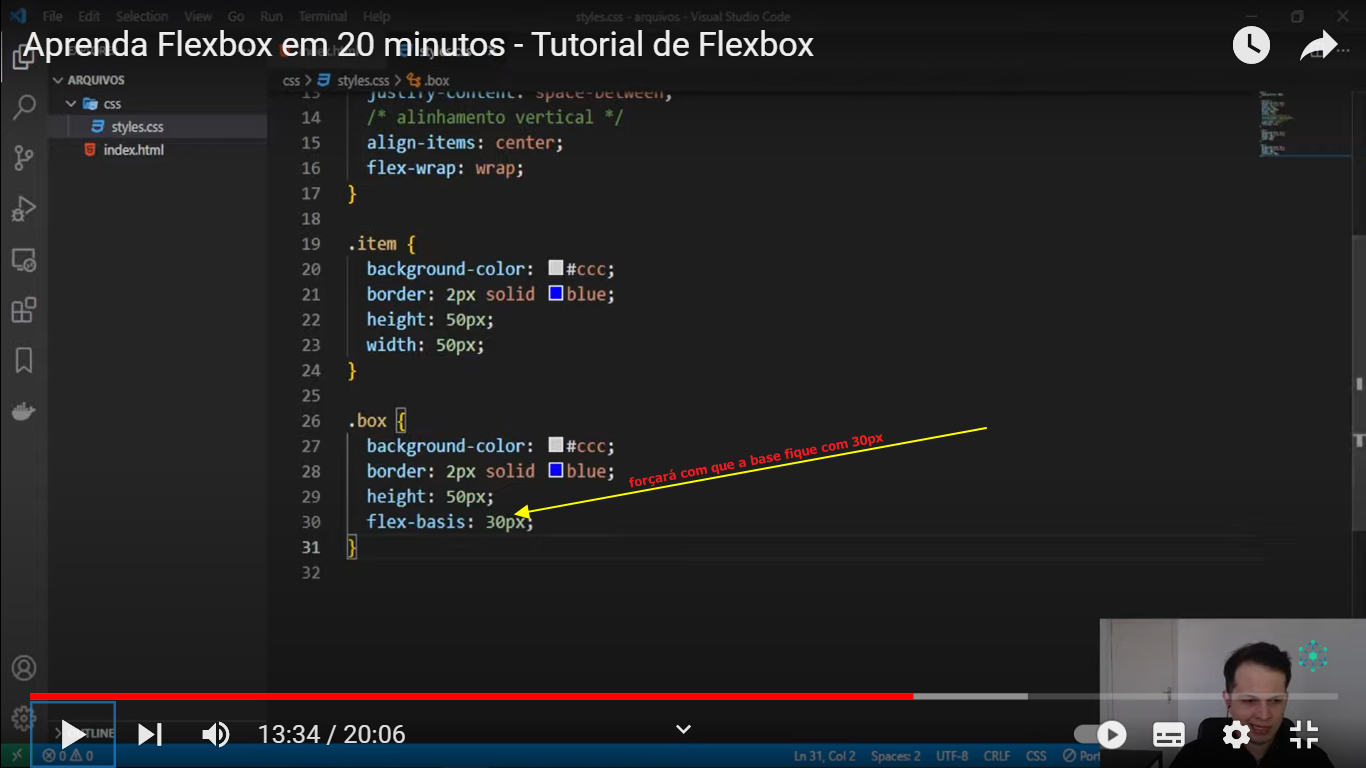 File Edit Selection View Go Run Terminal Help
styles.css - arquivos - Visual Studio Code
Aprenda Flexbox em 20 minutos - Tutorial de Flexbox
ARQUIVOS
css
styles.css
index.html
css > styles.css > .box
13 justify-content: space-between;
14 /* alinhamento vertical */
15 align-items: center;
16 flex-wrap: wrap;
17 }
18
19 .item {
20 background-color: #ccc;
21 border: 2px solid blue;
22 height: 50px;
23 width: 50px;
24 }
25
26 .box {
27 background-color: #ccc;
28 border: 2px solid blue;
29 height: 50px;
30 flex-basis: 30px;
31 }
32
forçará com que a base fique com 30px
OUTLINE
13:34 / 20:06
0 0
Ln 31, Col 2 Spaces: 2 UTF-8 CRLF CSS